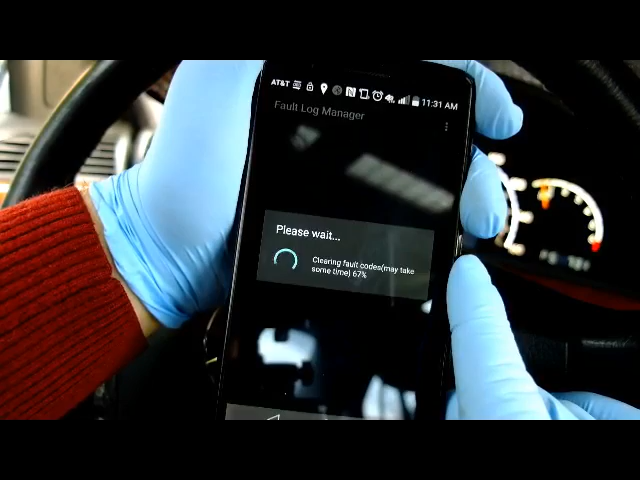 AT&T 11:31 AM
Fault Log Manager
Please wait...
Clearing fault codes(may take
some time) 67%